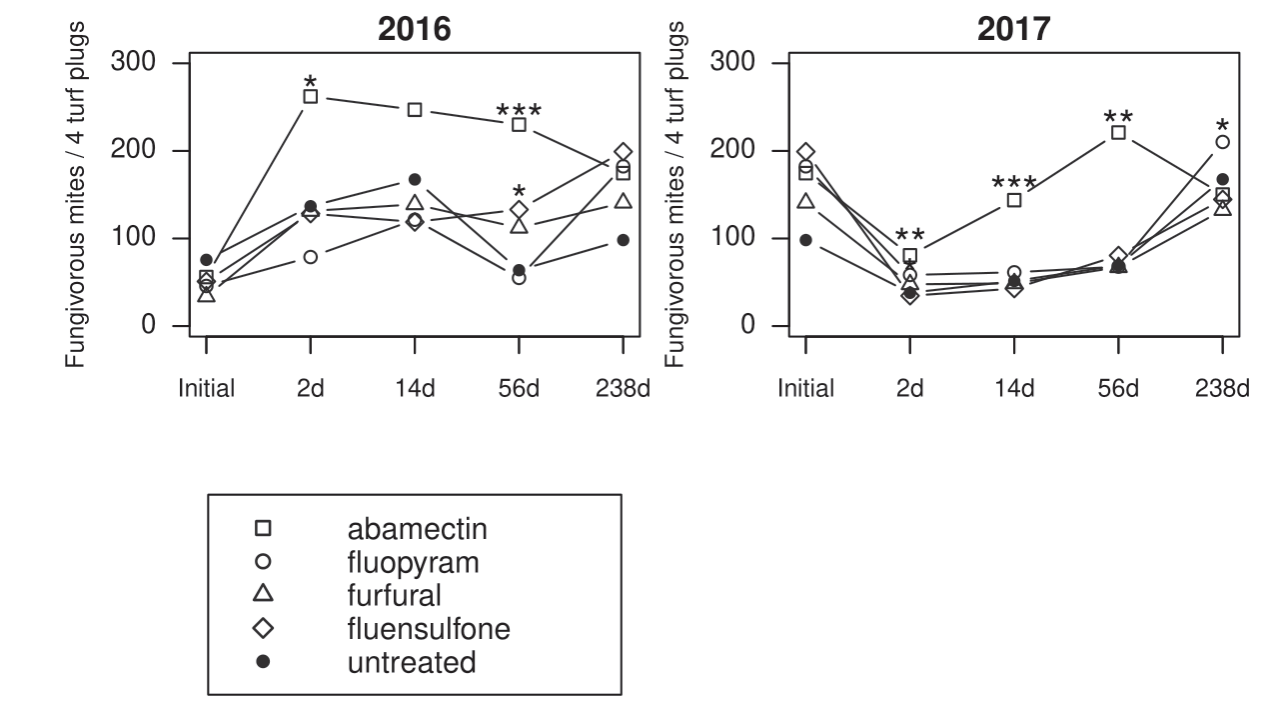 2016
Fungivorous mites / 4 turf plugs
300
200
100
0
*
***
*
Initial 2d 14d 56d 238d
2017
Fungivorous mites / 4 turf plugs
300
200
100
0
**
*
***
**
*
Initial 2d 14d 56d 238d
abamectin
fluopyram
furfural
fluensulfone
untreated